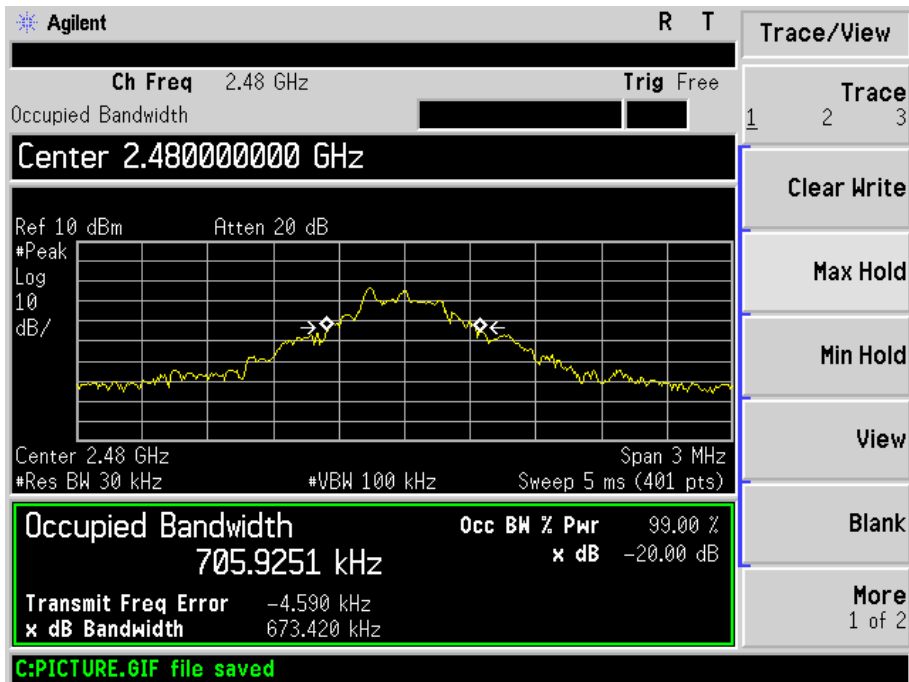 Agilent R T
Trace/View
Ch Freq 2.48 GHz Trig Free
Occupied Bandwidth
Trace
1 2 3
Center 2.480000000 GHz
Clear Write
Ref 10 dBm Atten 20 dB
#Peak
Log
10
dB/
Max Hold
Min Hold
Center 2.48 GHz Span 3 MHz
#Res BW 30 kHz #VBW 100 kHz Sweep 5 ms (401 pts)
View
Occupied Bandwidth Occ BW % Pwr 99.00 %
705.9251 kHz x dB -20.00 dB
Blank
Transmit Freq Error -4.590 kHz
x dB Bandwidth 673.420 kHz
More
1 of 2
C:PICTURE.GIF file saved